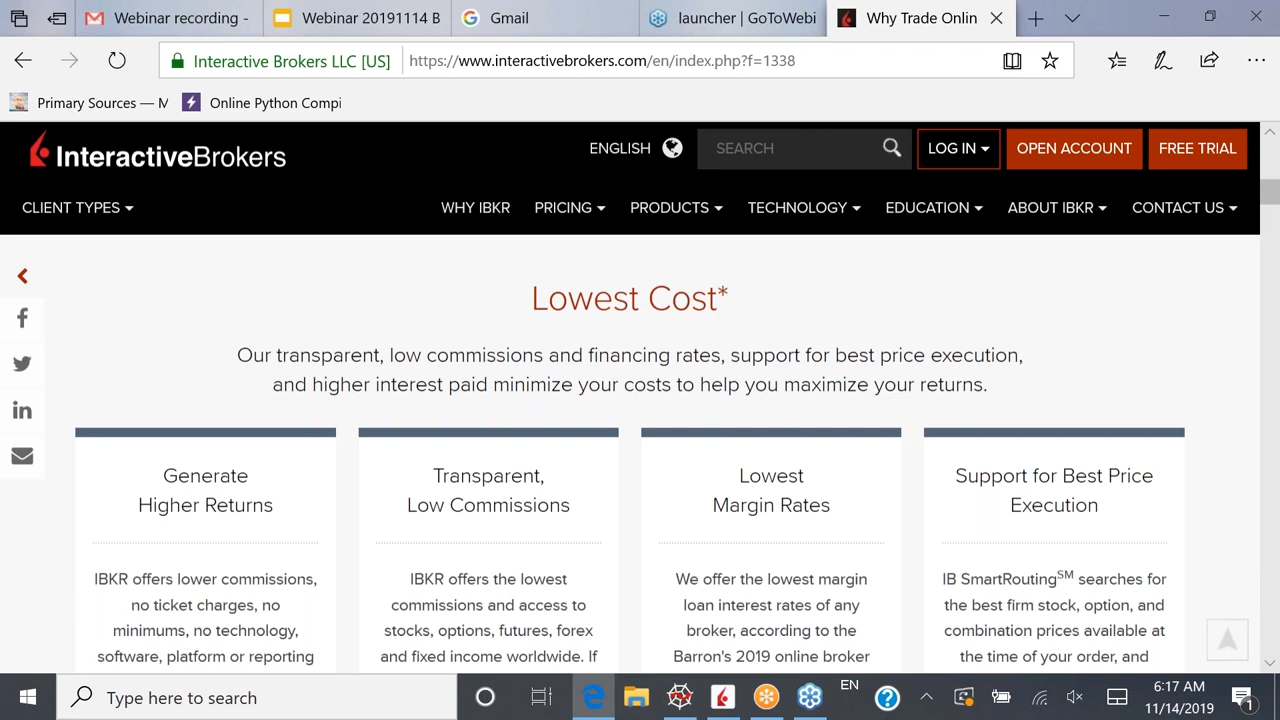 Webinar recording -
Webinar 20191114 B
Gmail
launcher | GoToWebi
Why Trade Onlin
Interactive Brokers LLC [US]
https://www.interactivebrokers.com/en/index.php?f=1338
Primary Sources — M
Online Python Compi
InteractiveBrokers
ENGLISH
SEARCH
LOG IN
OPEN ACCOUNT
FREE TRIAL
CLIENT TYPES
WHY IBKR
PRICING
PRODUCTS
TECHNOLOGY
EDUCATION
ABOUT IBKR
CONTACT US
Lowest Cost*
Our transparent, low commissions and financing rates, support for best price execution,
and higher interest paid minimize your costs to help you maximize your returns.
Generate
Higher Returns
IBKR offers lower commissions,
no ticket charges, no
minimums, no technology,
software, platform or reporting
Transparent,
Low Commissions
IBKR offers the lowest
commissions and access to
stocks, options, futures, forex
and fixed income worldwide. If
Lowest
Margin Rates
We offer the lowest margin
loan interest rates of any
broker, according to the
Barron's 2019 online broker
Support for Best Price
Execution
IB SmartRoutingSM searches for
the best firm stock, option, and
combination prices available at
the time of your order, and
Type here to search
EN
6:17 AM
11/14/2019
1